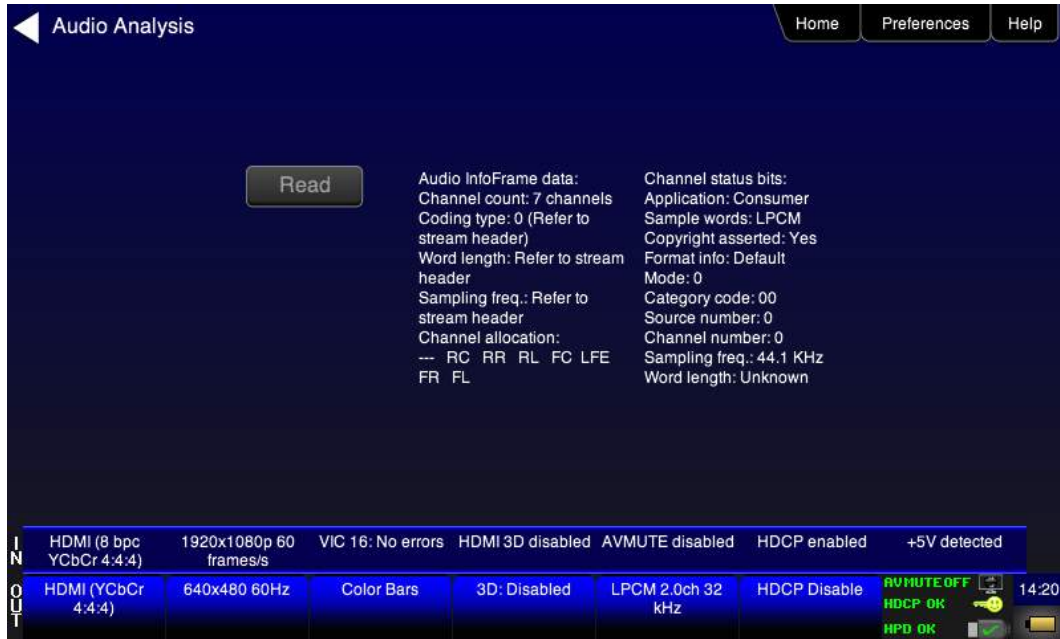 Audio Analysis
Home
Preferences
Help
Read
Audio InfoFrame data:
Channel count: 7 channels
Coding type: 0 (Refer to
stream header)
Word length: Refer to stream
header
Sampling freq.: Refer to
stream header
Channel allocation:
--- RC RR RL FC LFE
FR FL
Channel status bits:
Application: Consumer
Sample words: LPCM
Copyright asserted: Yes
Format info: Default
Mode: 0
Category code: 00
Source number: 0
Channel number: 0
Sampling freq.: 44.1 KHz
Word length: Unknown
IN
HDMI (8 bpc
YCbCr 4:4:4)
1920x1080p 60
frames/s
VIC 16: No errors
HDMI 3D disabled
AVMUTE disabled
HDCP enabled
+5V detected
OUT
HDMI (YCbCr
4:4:4)
640x480 60Hz
Color Bars
3D: Disabled
LPCM 2.0ch 32
kHz
HDCP Disable
AVMUTEOFF
HDCP OK
HPD OK
14:20